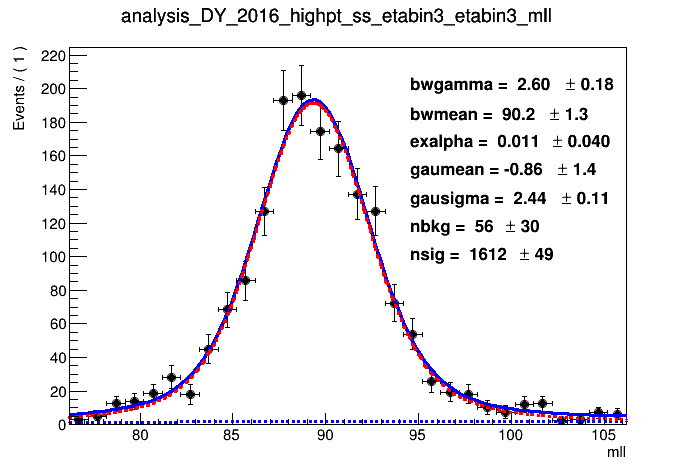 analysis_DY_2016_highpt_ss_etabin3_etabin3_mll
Events / ( 1 )
220
200
180
160
140
120
100
80
60
40
20
0
bwgamma = 2.60 ± 0.18
bwmean = 90.2 ± 1.3
exalpha = 0.011 ± 0.040
gaumean = -0.86 ± 1.4
gausigma = 2.44 ± 0.11
nbkg = 56 ± 30
nsig = 1612 ± 49
80 85 90 95 100 105
mll